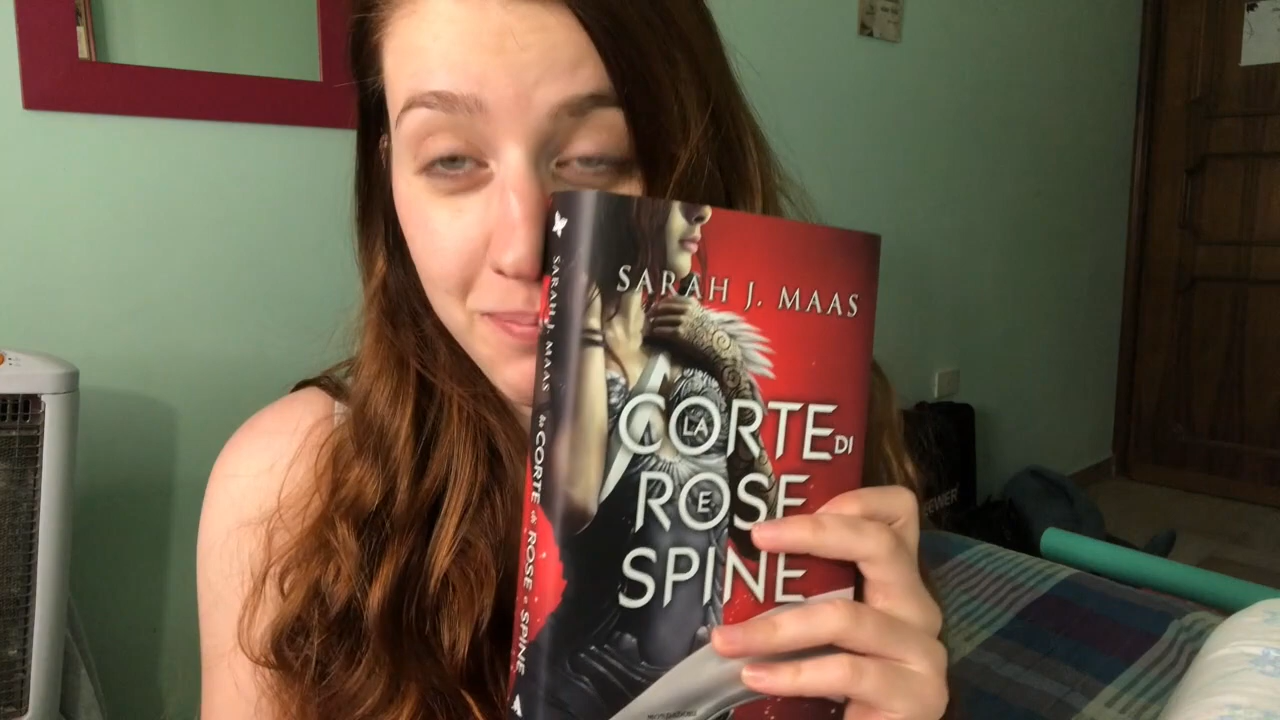 SARAH J. MAAS
LA CORTE DI
ROSE E
SPINE
SARAH J. MAAS la CORTE di ROSE e SPINE